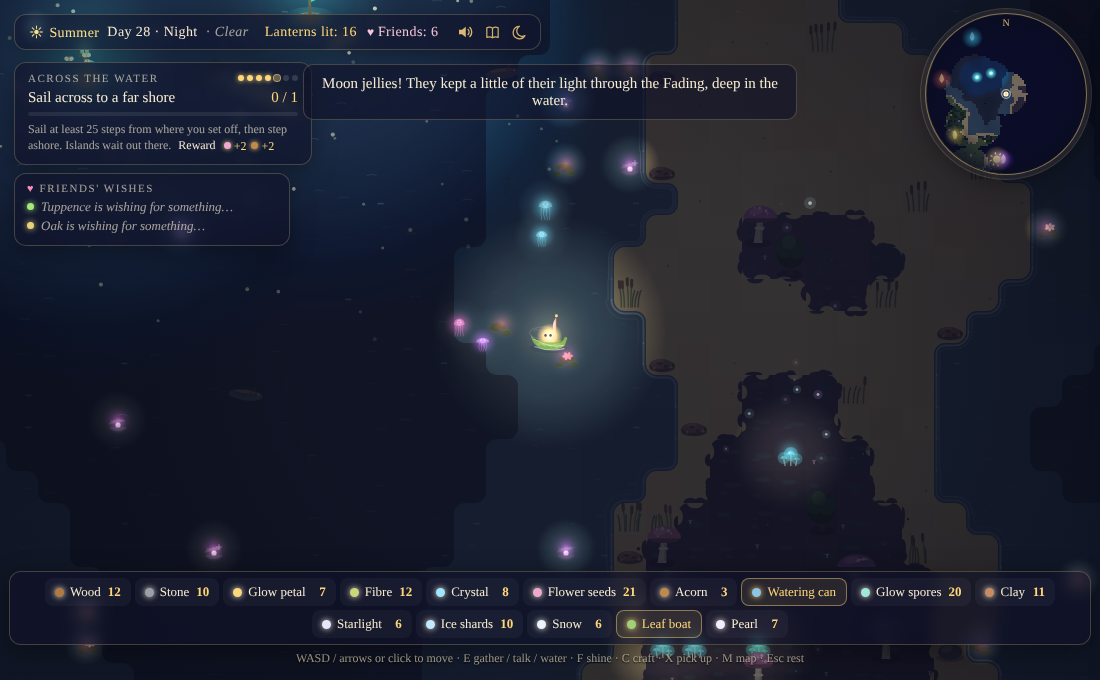 Summer Day 28 · Night · Clear Lanterns lit: 16 ♥ Friends: 6
N
ACROSS THE WATER
Sail across to a far shore 0 / 1
Sail at least 25 steps from where you set off, then step
ashore. Islands wait out there. Reward +2 +2
Moon jellies! They kept a little of their light through the Fading, deep in the
water.
♥ FRIENDS' WISHES
Tuppence is wishing for something…
Oak is wishing for something…
Wood 12 Stone 10 Glow petal 7 Fibre 12 Crystal 8 Flower seeds 21 Acorn 3 Watering can Glow spores 20 Clay 11
Starlight 6 Ice shards 10 Snow 6 Leaf boat Pearl 7
WASD / arrows or click to move · E gather / talk / water · F shine · C craft · X pick up · M map · Esc rest